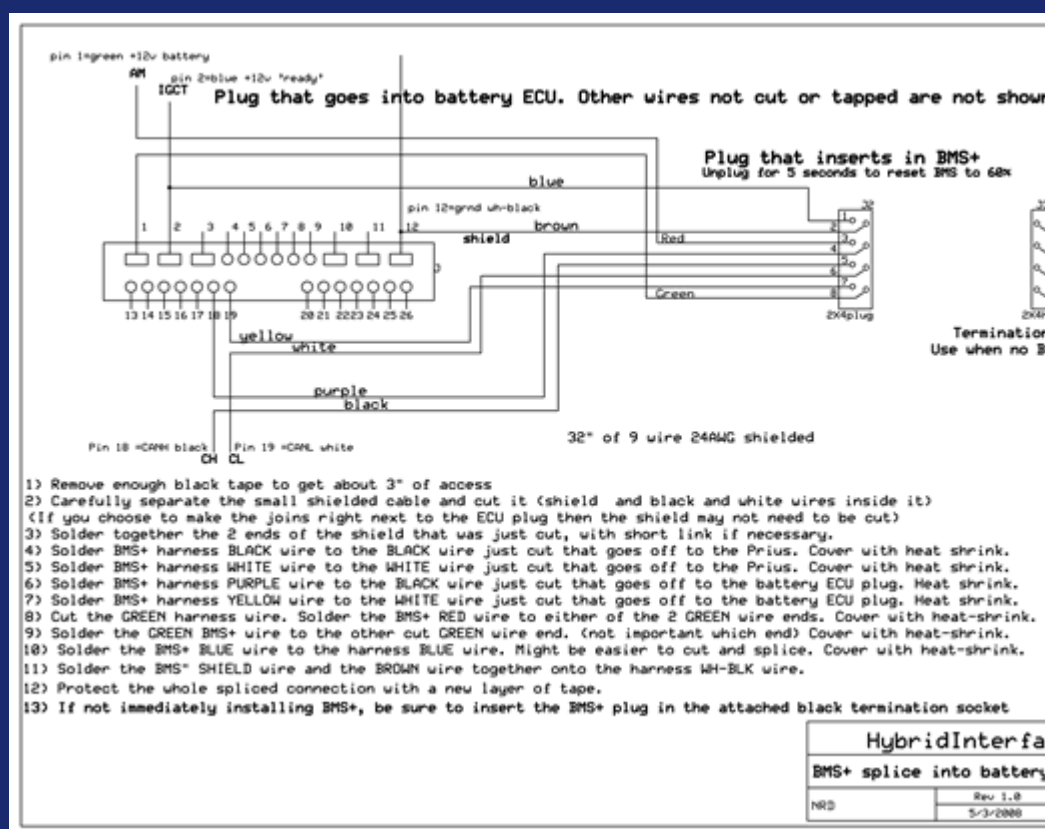 pin 1=green +12v battery
AM
pin 2=blue +12v "ready"
IGCT
Plug that goes into battery ECU. Other wires not cut or tapped are not shown
Plug that inserts in BMS+
Unplug for 5 seconds to reset BMS to 60%
blue
pin 12=grnd wh-black
brown
shield
Red
Green
1 2 3 4 5 6 7 8 9 10 11 12
13 14 15 16 17 18 19 20 21 22 23 24 25 26
J2
1
2
3
4
5
6
7
8
2X4plug
Termination
Use when no B
yellow
white
purple
black
32" of 9 wire 24AWG shielded
Pin 18 =CANH black
Pin 19 =CANL white
CH CL
1) Remove enough black tape to get about 3" of access
2) Carefully separate the small shielded cable and cut it (shield and black and white wires inside it)
(If you choose to make the joins right next to the ECU plug then the shield may not need to be cut)
3) Solder together the 2 ends of the shield that was just cut, with short link if necessary.
4) Solder BMS+ harness BLACK wire to the BLACK wire just cut that goes off to the Prius. Cover with heat shrink.
5) Solder BMS+ harness WHITE wire to the WHITE wire just cut that goes off to the Prius. Cover with heat shrink.
6) Solder BMS+ harness PURPLE wire to the BLACK wire just cut that goes off to the battery ECU plug. Heat shrink.
7) Solder BMS+ harness YELLOW wire to the WHITE wire just cut that goes off to the battery ECU plug. Heat shrink.
8) Cut the GREEN harness wire. Solder the BMS+ RED wire to either of the 2 GREEN wire ends. Cover with heat-shrink.
9) Solder the GREEN BMS+ wire to the other cut GREEN wire end. (not important which end) Cover with heat-shrink.
10) Solder the BMS+ BLUE wire to the harness BLUE wire. Might be easier to cut and splice. Cover with heat-shrink.
11) Solder the BMS" SHIELD wire and the BROWN wire together onto the harness WH-BLK wire.
12) Protect the whole spliced connection with a new layer of tape.
13) If not immediately installing BMS+, be sure to insert the BMS+ plug in the attached black termination socket
HybridInterfa
BMS+ splice into battery
NRD
Rev 1.0
5/3/2008